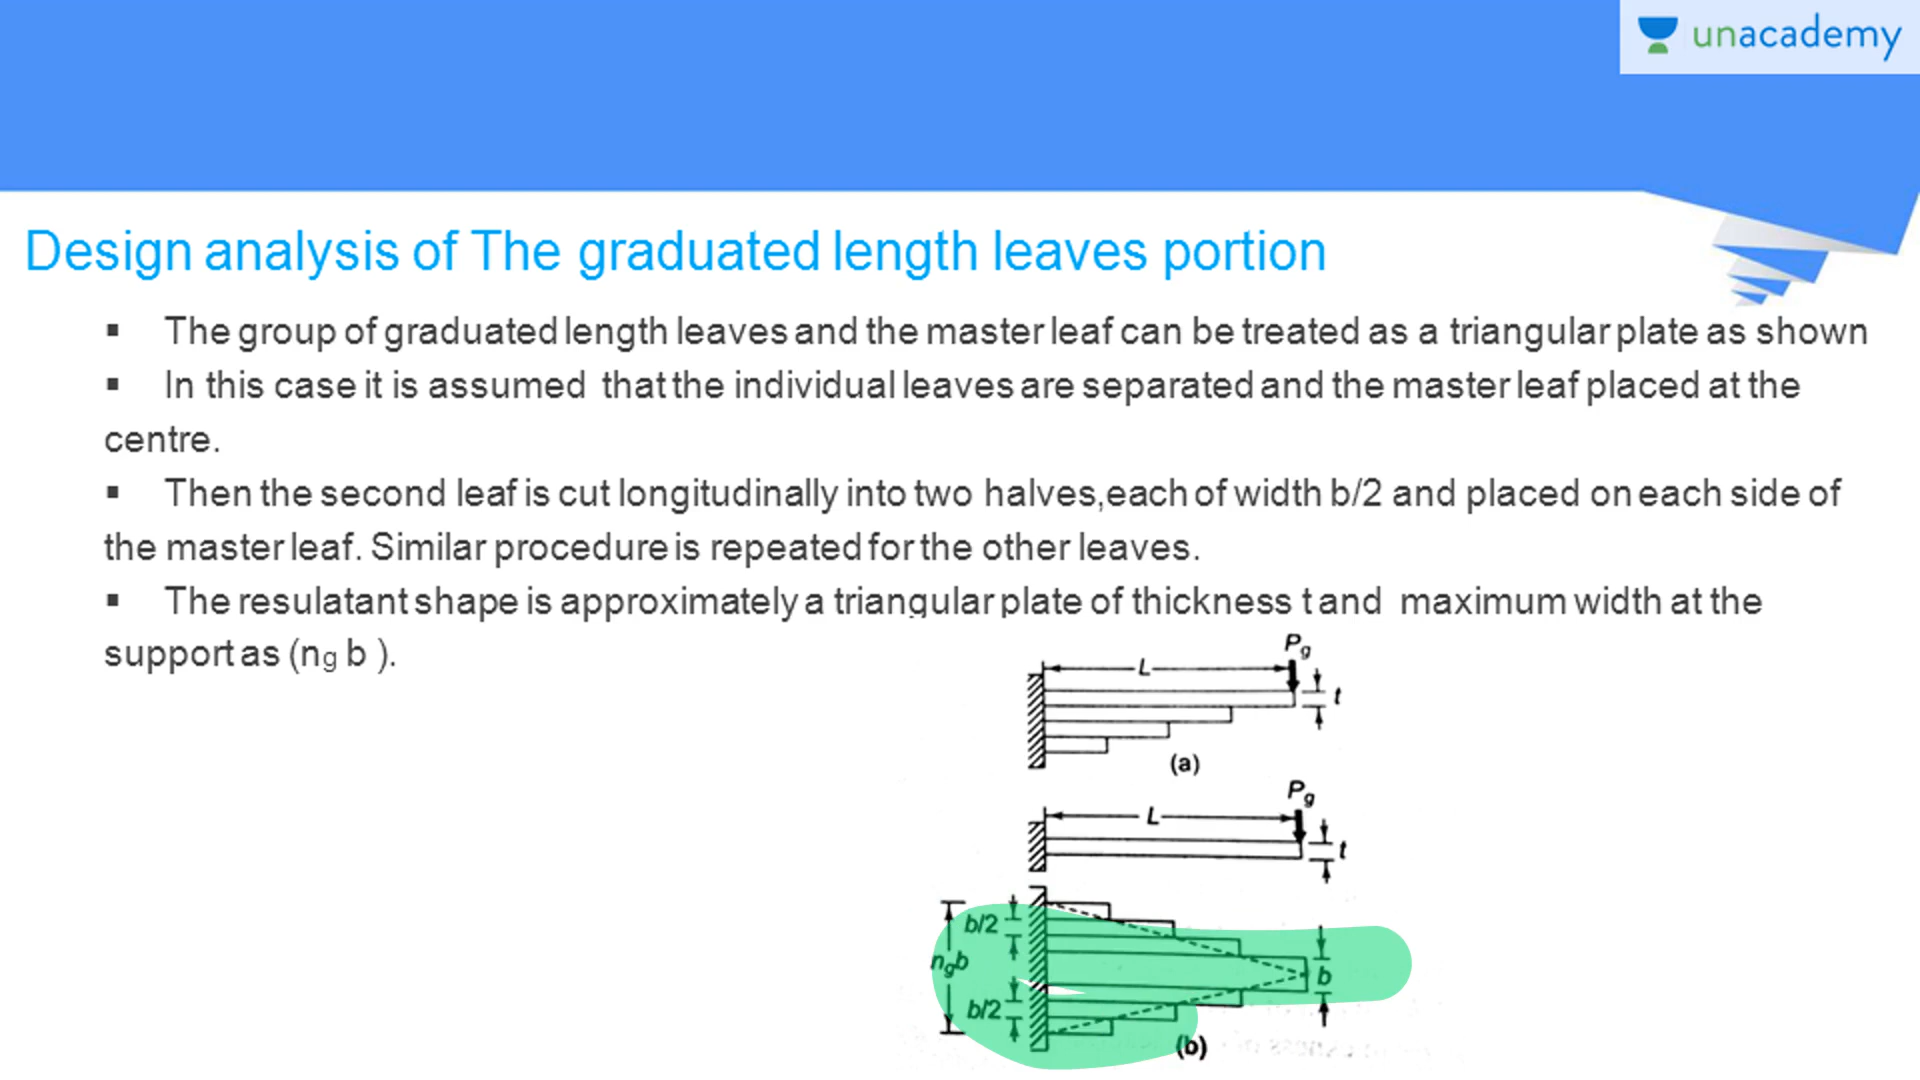 unacademy
Design analysis of The graduated length leaves portion
▪ The group of graduated length leaves and the master leaf can be treated as a triangular plate as shown
▪ In this case it is assumed that the individual leaves are separated and the master leaf placed at the
centre.
▪ Then the second leaf is cut longitudinally into two halves,each of width b/2 and placed on each side of
the master leaf. Similar procedure is repeated for the other leaves.
▪ The resulatant shape is approximately a triangular plate of thickness t and maximum width at the
support as (ng b ).
Pg
L
t
(a)
Pg
L
t
b/2
ngb
b
b/2
(b)